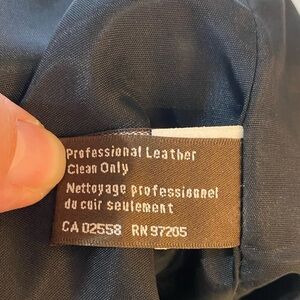 Professional Leather
Clean Only
Nettoyage professionnel
du cuir seulement
CA 02558 RN 97205